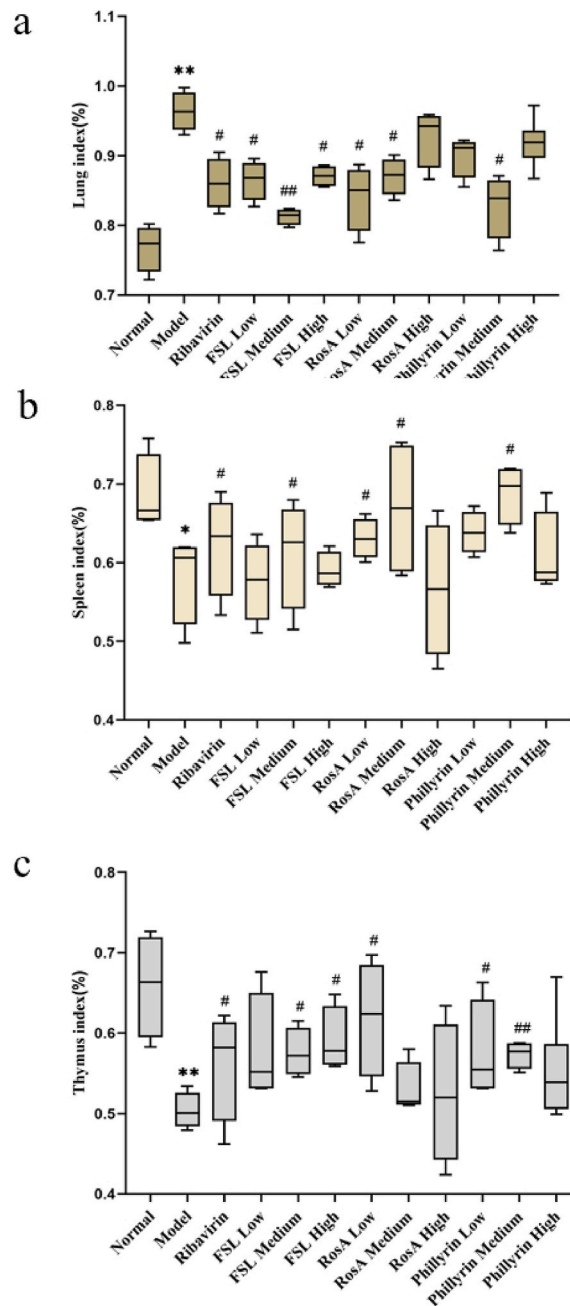 a
Lung index(%)
1.1
1.0
0.9
0.8
0.7
**
#
#
##
#
#
#
#
Normal
Model
Ribavirin
FSL Low
FSL Medium
FSL High
RosA Low
RosA Medium
RosA High
Phillyrin Low
yrin Medium
hillyrin High
b
Spleen index(%)
0.8
0.7
0.6
0.5
0.4
*
#
#
#
#
#
Normal
Model
Ribavirin
FSL Low
FSL Medium
FSL High
RosA Low
RosA Medium
RosA High
Phillyrin Low
Phillyrin Medium
Phillyrin High
c
Thymus index(%)
0.8
0.7
0.6
0.5
0.4
**
#
#
#
#
#
##
Normal
Model
Ribavirin
FSL Low
FSL Medium
FSL High
RosA Low
RosA Medium
RosA High
Phillyrin Low
Phillyrin Medium
Phillyrin High